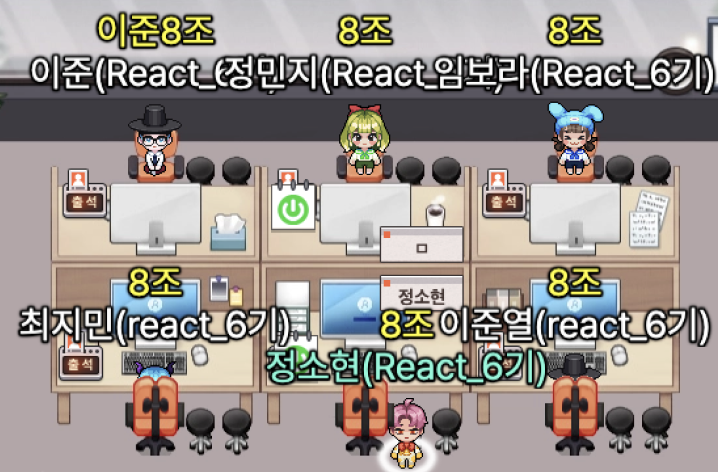 이준8조
8조
8조
이준(React_6
정민지(React_
임보라(React_6기)
출석
출석
정소현
8조
8조
최지민(react_6기)
8조
이준열(react_6기)
출석
정소현(React_6기)